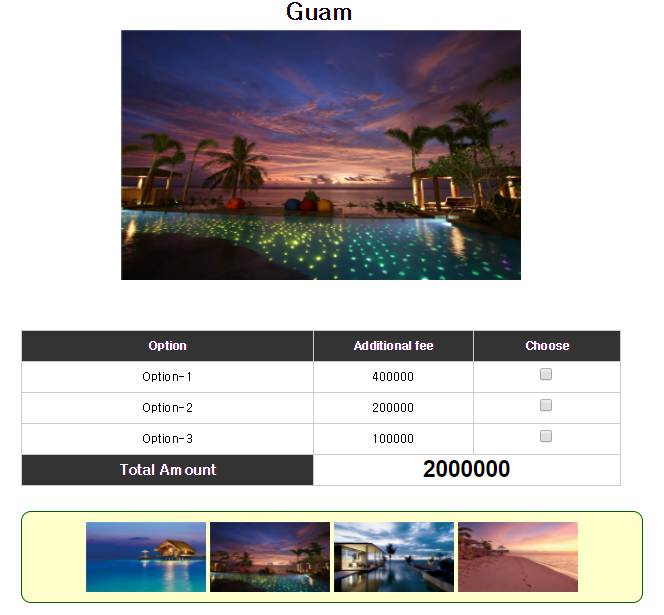 Guam
Option Additional fee Choose
Option-1 400000
Option-2 200000
Option-3 100000
Total Amount 2000000